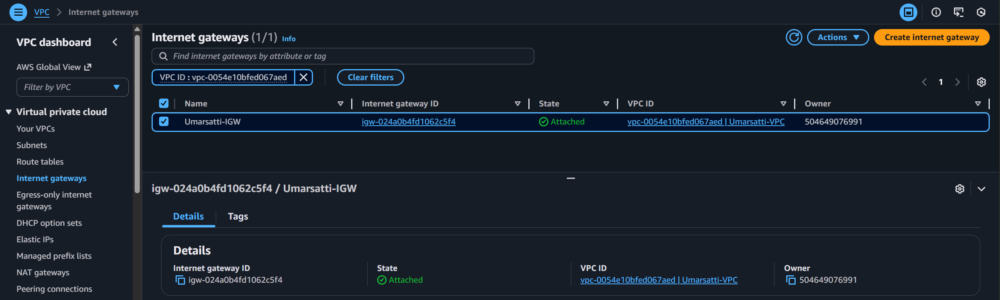 VPC > Internet gateways
VPC dashboard
AWS Global View
Filter by VPC
Virtual private cloud
Your VPCs
Subnets
Route tables
Internet gateways
Egress-only internet
gateways
DHCP option sets
Elastic IPs
Managed prefix lists
NAT gateways
Peering connections
Internet gateways (1/1) Info
Actions
Create internet gateway
Find internet gateways by attribute or tag
VPC ID : vpc-0054e10bfed067aed
Clear filters
1
Name Internet gateway ID State VPC ID Owner
Umarsatti-IGW igw-024a0b4fd1062c5f4 Attached vpc-0054e10bfed067aed | Umarsatti-VPC 504649076991
igw-024a0b4fd1062c5f4 / Umarsatti-IGW
Details Tags
Details
Internet gateway ID State VPC ID Owner
igw-024a0b4fd1062c5f4 Attached vpc-0054e10bfed067aed | Umarsatti-VPC 504649076991